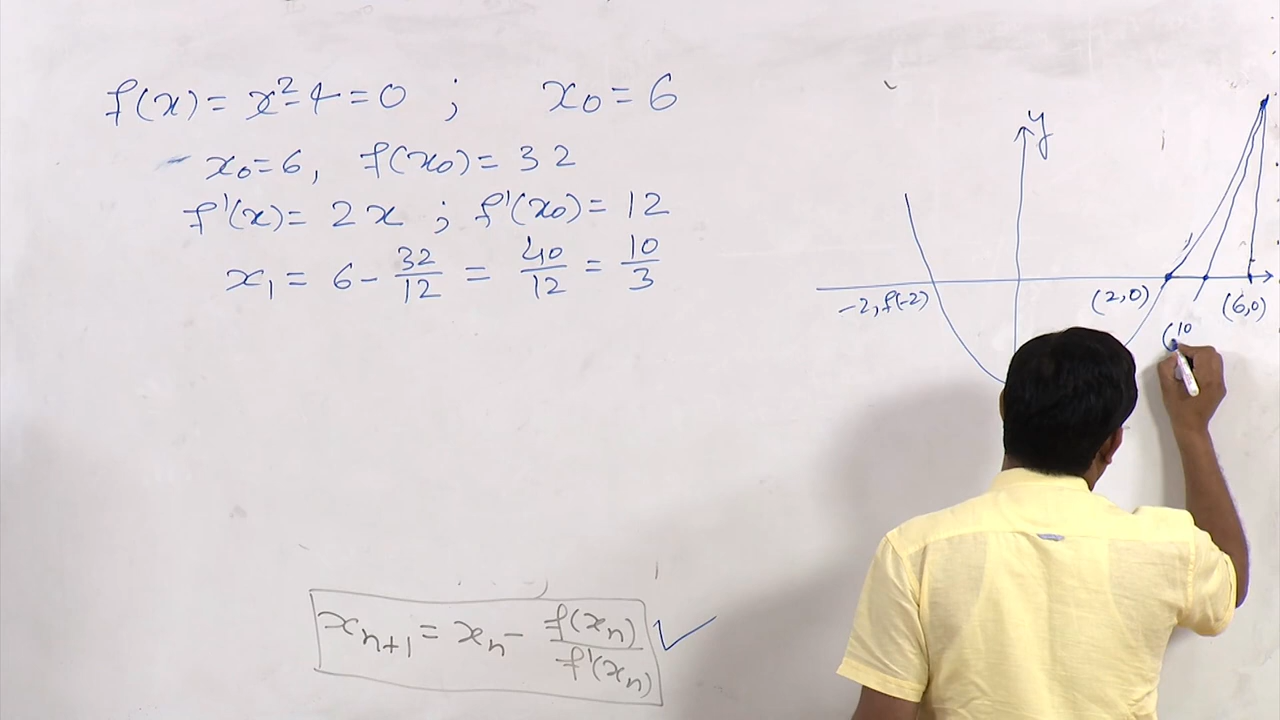 f(x) = x² - 4 = 0 ; x₀ = 6
x₀ = 6, f(x₀) = 32
f'(x) = 2x ; f'(x₀) = 12
x₁ = 6 - 32/12 = 40/12 = 10/3
xₙ₊₁ = xₙ - f(xₙ)/f'(xₙ)
y
-2, f(-2)
(2,0)
(6,0)
(10